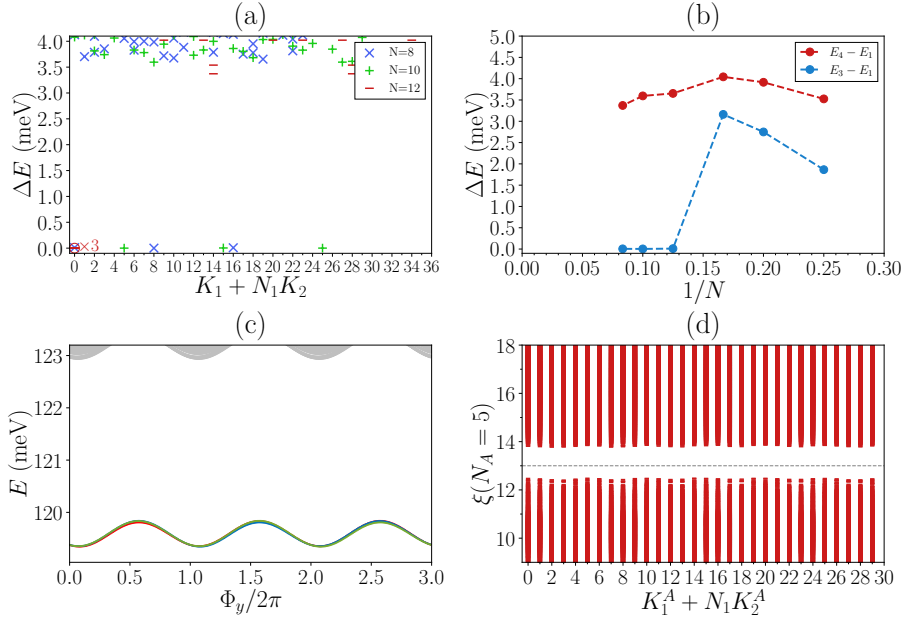 (a)
ΔE (meV)
4.0
3.5
3.0
2.5
2.0
1.5
1.0
0.5
0.0
N=8
N=10
N=12
×3
0 2 4 6 8 10 12 14 16 18 20 22 24 26 28 30 32 34 36
K₁ + N₁K₂
(b)
ΔE (meV)
5.0
4.5
4.0
3.5
3.0
2.5
2.0
1.5
1.0
0.5
0.0
E₄ − E₁
E₃ − E₁
0.00 0.05 0.10 0.15 0.20 0.25 0.30
1/N
(c)
E (meV)
123
122
121
120
0.0 0.5 1.0 1.5 2.0 2.5 3.0
Φ_y/2π
(d)
ξ(N_A = 5)
18
16
14
12
10
0 2 4 6 8 10 12 14 16 18 20 22 24 26 28 30
K₁ᴬ + N₁K₂ᴬ